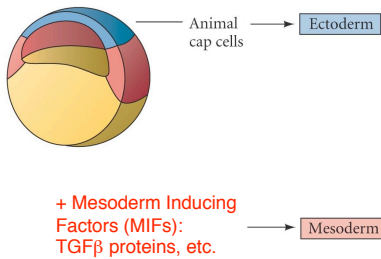 Animal
cap cells
Ectoderm
+ Mesoderm Inducing
Factors (MIFs):
TGFβ proteins, etc.
Mesoderm